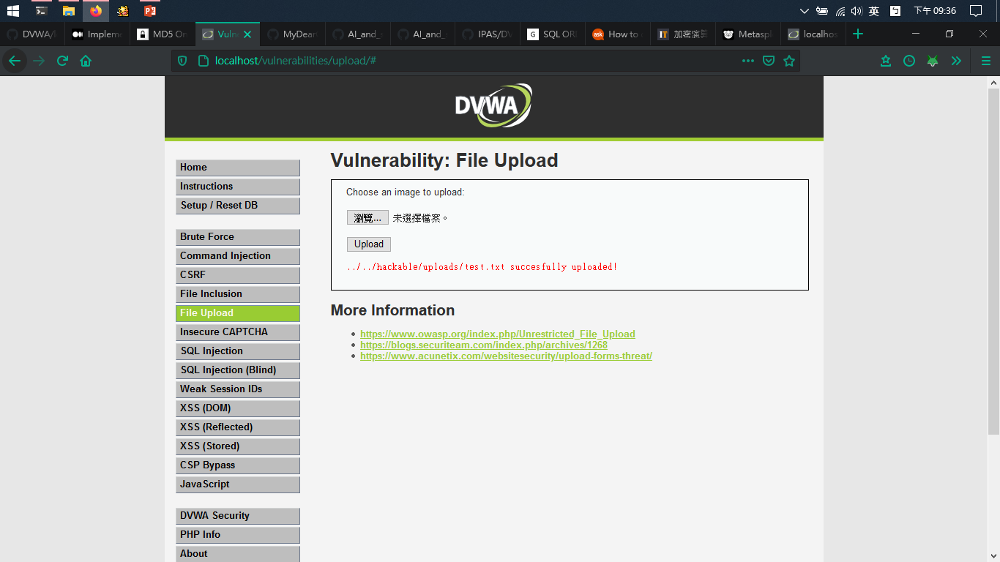 英
下午 09:36
DVWA/
Impleme
MD5 On
Vuln
MyDear
AI_and_
AI_and_
IPAS/DV
SQL ORD
ask
How to
加密演算
Metaspl
localhos
localhost/vulnerabilities/upload/#
DVWA
Home
Instructions
Setup / Reset DB
Brute Force
Command Injection
CSRF
File Inclusion
File Upload
Insecure CAPTCHA
SQL Injection
SQL Injection (Blind)
Weak Session IDs
XSS (DOM)
XSS (Reflected)
XSS (Stored)
CSP Bypass
JavaScript
DVWA Security
PHP Info
About
Vulnerability: File Upload
Choose an image to upload:
瀏覽... 未選擇檔案。
Upload
../../hackable/uploads/test.txt succesfully uploaded!
More Information
https://www.owasp.org/index.php/Unrestricted_File_Upload
https://blogs.securiteam.com/index.php/archives/1268
https://www.acunetix.com/websitesecurity/upload-forms-threat/